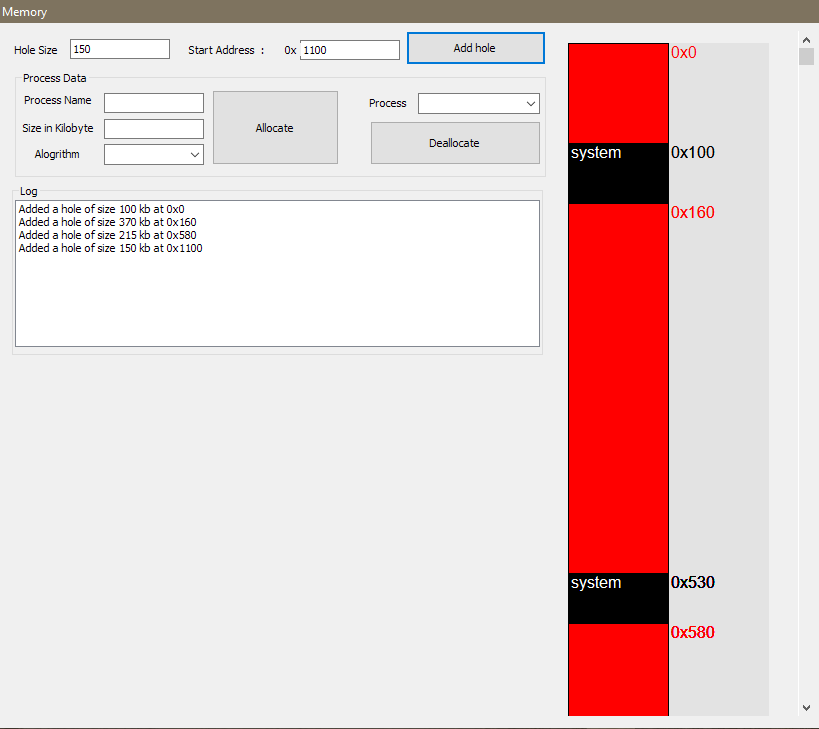 Memory
Hole Size 150 Start Address : 0x 1100 Add hole
Process Data
Process Name
Size in Kilobyte
Alogrithm
Allocate
Process
Deallocate
Log
Added a hole of size 100 kb at 0x0
Added a hole of size 370 kb at 0x160
Added a hole of size 215 kb at 0x580
Added a hole of size 150 kb at 0x1100
0x0
system 0x100
0x160
system 0x530
0x580